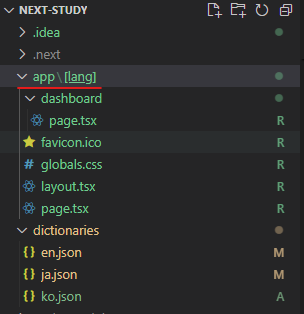 NEXT-STUDY
.idea
.next
app\[lang]
dashboard
page.tsx R
favicon.ico R
# globals.css R
layout.tsx R
page.tsx R
dictionaries
{} en.json M
{} ja.json M
{} ko.json A